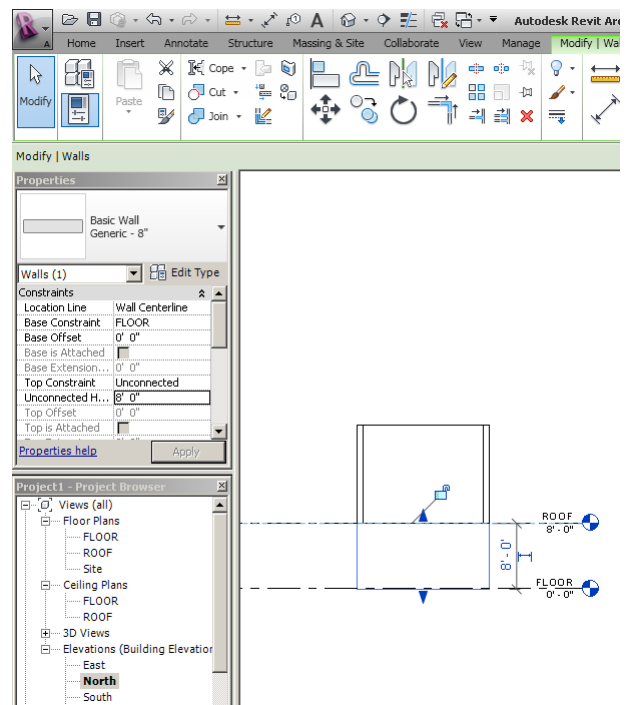 Autodesk Revit Ar
Home Insert Annotate Structure Massing & Site Collaborate View Manage Modify | Wa
Modify Paste Cope
Cut
Join
Modify | Walls
Properties
Basic Wall
Generic - 8"
Walls (1) Edit Type
Constraints
Location Line Wall Centerline
Base Constraint FLOOR
Base Offset 0' 0"
Base is Attached
Base Extension... 0' 0"
Top Constraint Unconnected
Unconnected H... 8' 0"
Top Offset 0' 0"
Top is Attached
Properties help Apply
Project1 - Project Browser
Views (all)
Floor Plans
FLOOR
ROOF
Site
Ceiling Plans
FLOOR
ROOF
3D Views
Elevations (Building Elevatior
East
North
South
ROOF
8' - 0"
8' - 0"
FLOOR
0' - 0"